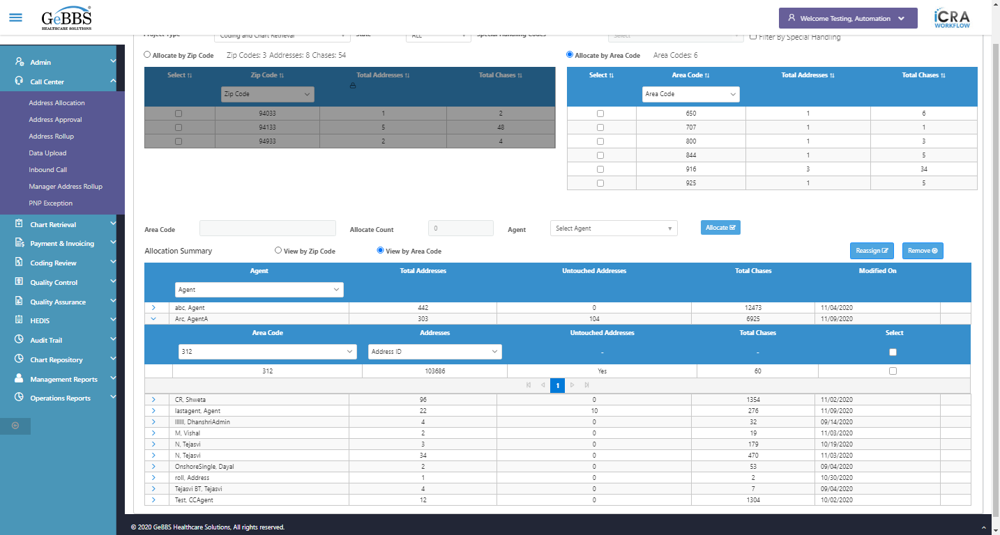 GeBBS
HEALTHCARE SOLUTIONS
Welcome Testing, Automation
iCRA
WORKFLOW
Project Type Coding and Chart Retrieval State ALL Special Handling Codes Select Filter By Special Handling
Admin
Call Center
Address Allocation
Address Approval
Address Rollup
Data Upload
Inbound Call
Manager Address Rollup
PNP Exception
Chart Retrieval
Payment & Invoicing
Coding Review
Quality Control
Quality Assurance
HEDIS
Audit Trail
Chart Repository
Management Reports
Operations Reports
Allocate by Zip Code Zip Codes: 3 Addresses: 8 Chases: 54
Select Zip Code Total Addresses Total Chases
Zip Code
94033 1 2
94133 5 48
94933 2 4
Allocate by Area Code Area Codes: 6
Select Area Code Total Addresses Total Chases
Area Code
650 1 6
707 1 1
800 1 3
844 1 5
916 3 34
925 1 5
Area Code Allocate Count 0 Agent Select Agent Allocate
Allocation Summary View by Zip Code View by Area Code Reassign Remove
Agent Total Addresses Untouched Addresses Total Chases Modified On
Agent
abc, Agent 442 0 12473 11/04/2020
Arc, AgentA 303 104 6925 11/09/2020
Area Code Addresses Untouched Addresses Total Chases Select
312 Address ID - -
312 103686 Yes 60
1
CR, Shweta 96 0 1354 11/02/2020
lastagent, Agent 22 10 276 11/09/2020
DhanshriAdmin 4 0 32 09/14/2020
M, Vishal 2 0 19 11/03/2020
N, Tejasvi 3 0 179 10/19/2020
N, Tejasvi 34 0 470 11/03/2020
OnshoreSingle, Dayal 2 0 53 09/04/2020
roll, Address 1 0 2 10/30/2020
Tejasvi BT, Tejasvi 4 0 7 09/04/2020
Test, CCAgent 12 0 1304 10/02/2020
© 2020 GeBBS Healthcare Solutions, All rights reserved.